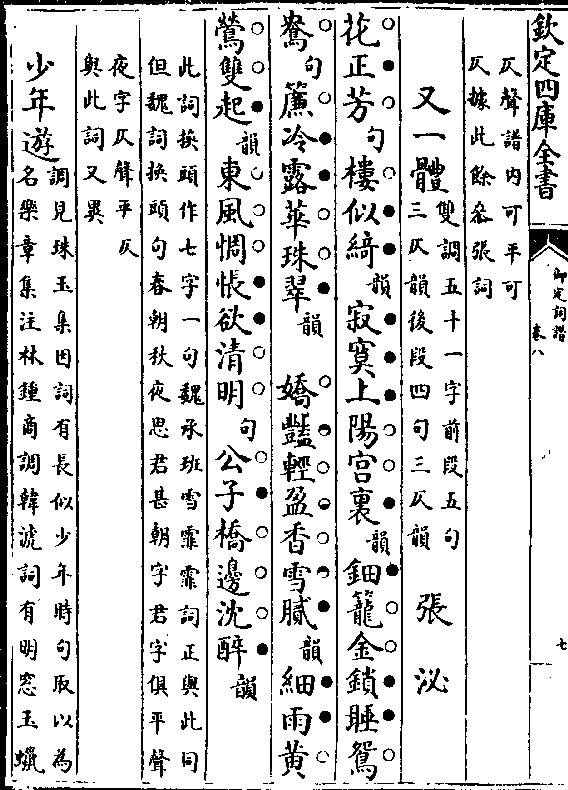 欽定四庫全書
御定詞譜
卷八
七
仄聲譜內可平可
仄據此餘參張詞
又一體
雙調五十一字前段五句
三仄韻後段四句三仄韻
張泌
花正芳句樓似綺韻寂寞上陽宮裏韻鈿籠金鎖睡鴛
鴦句簾冷露華珠翠韻 嬌豔輕盈香雪膩韻細雨黃
鶯雙起韻東風惆悵欲清明句公子橋邊沈醉韻
此詞換頭作七字一句魏承班雪霏霏詞正與此同
但魏詞換頭句春朝秋夜思君甚朝字君字俱平聲
夜字仄聲平仄
與此詞又異
少年遊
調見珠玉集因詞有長似少年時句取以為
名樂章集注林鍾商調韓淲詞有明窓玉蠟